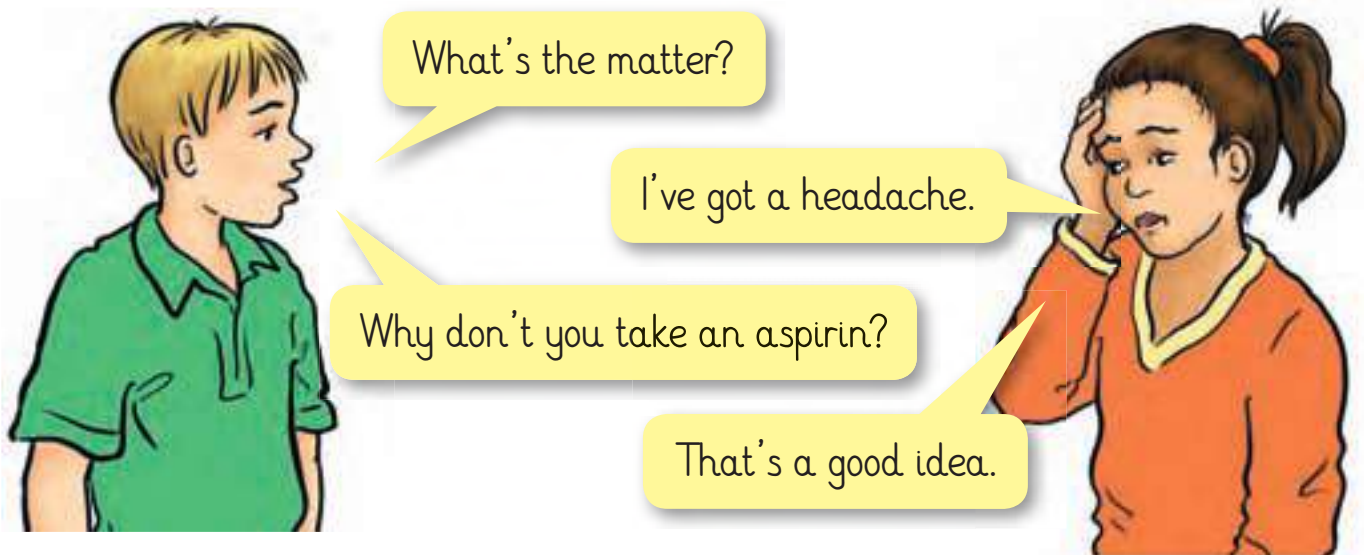 What's the matter?
I've got a headache.
Why don't you take an aspirin?
That's a good idea.